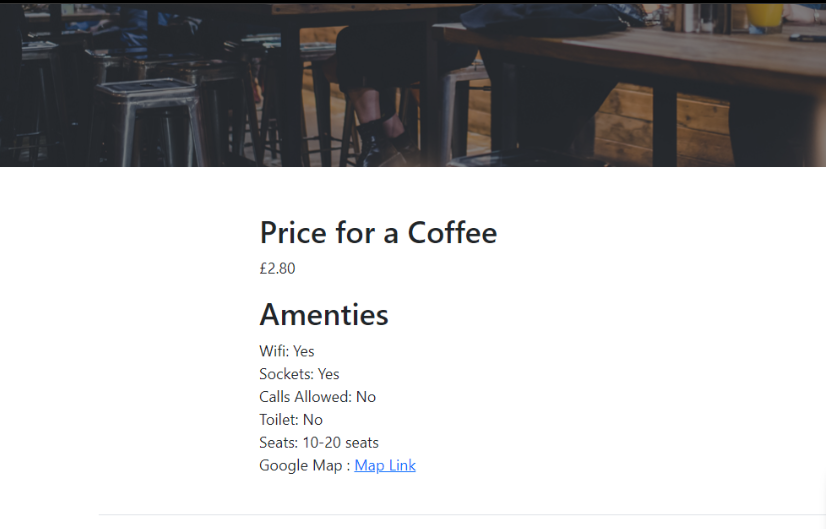 Price for a Coffee
£2.80
Amenties
Wifi: Yes
Sockets: Yes
Calls Allowed: No
Toilet: No
Seats: 10-20 seats
Google Map : Map Link